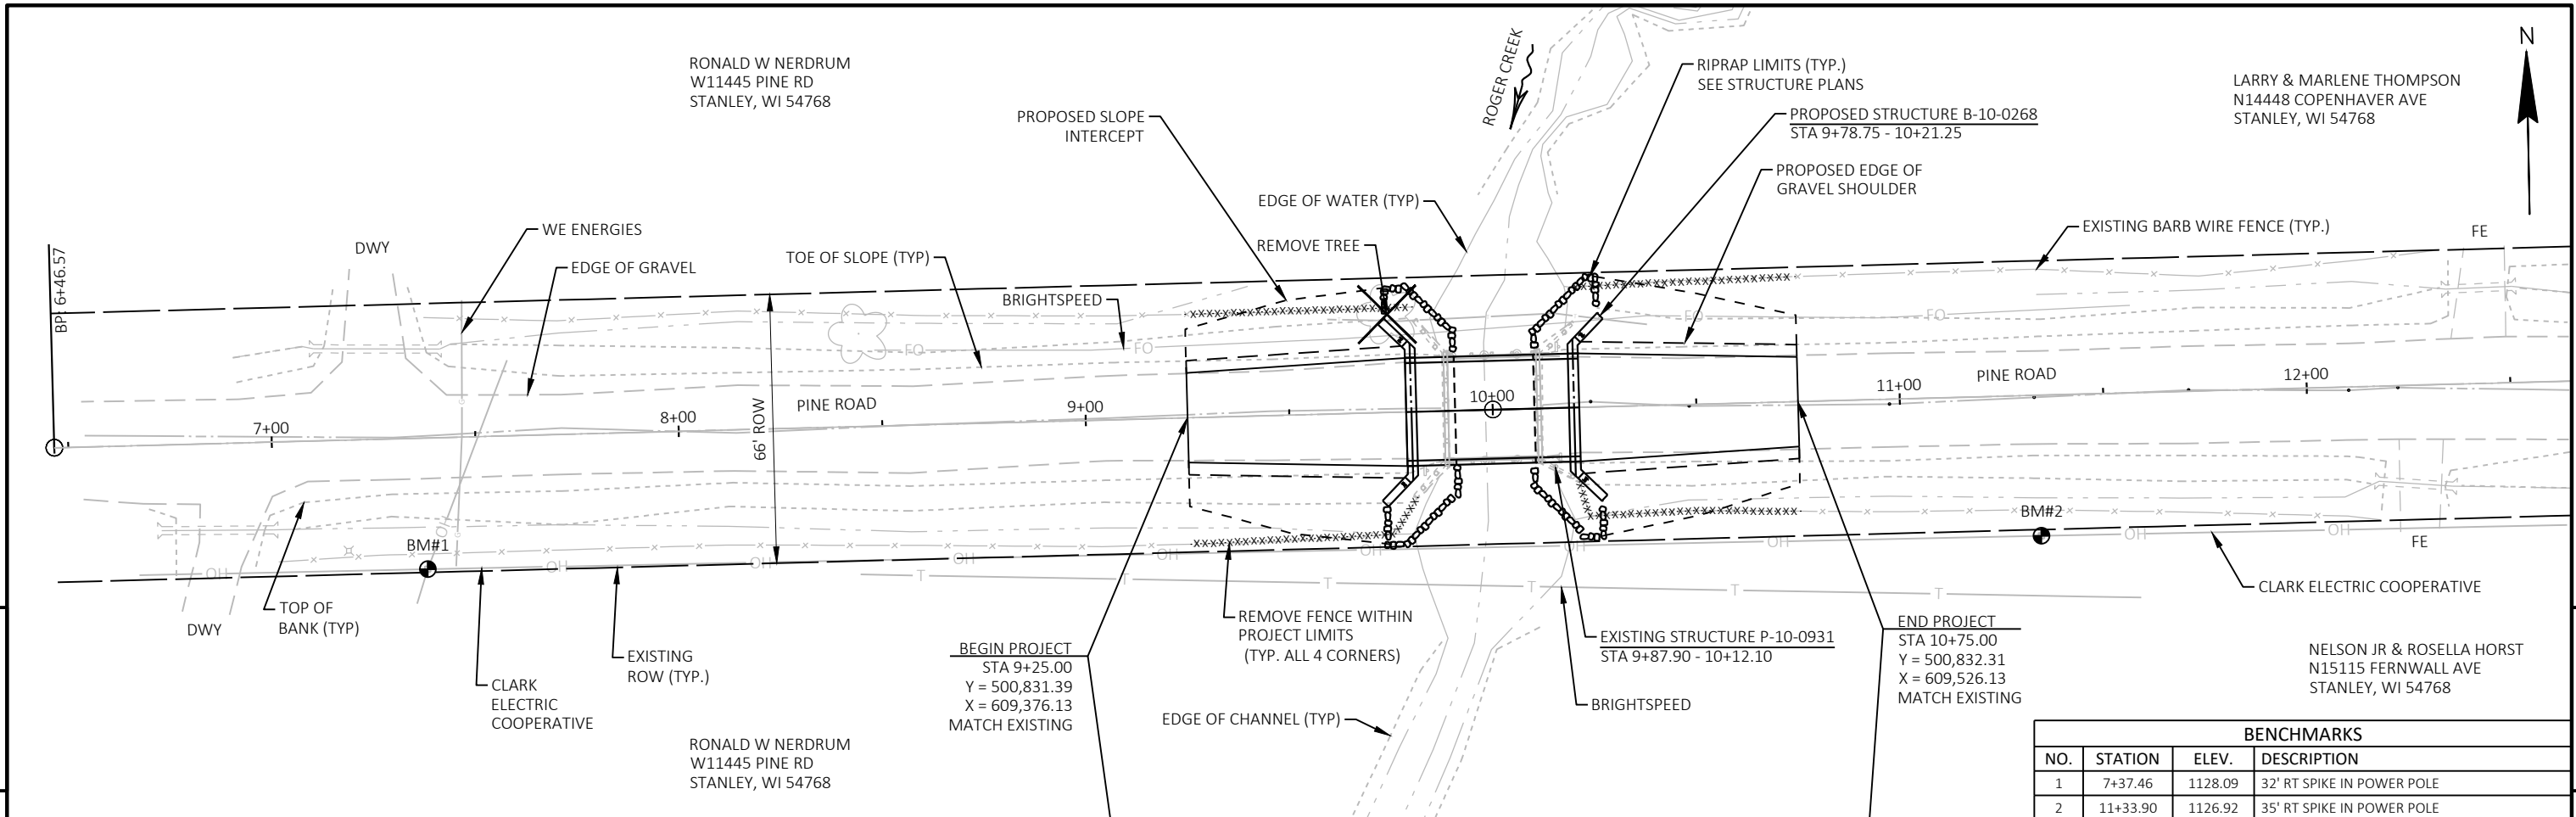 RONALD W NERDRUM
W11445 PINE RD
STANLEY, WI 54768
ROGER CREEK
N
RIPRAP LIMITS (TYP.)
SEE STRUCTURE PLANS
LARRY & MARLENE THOMPSON
N14448 COPENHAVER AVE
STANLEY, WI 54768
PROPOSED SLOPE
INTERCEPT
PROPOSED STRUCTURE B-10-0268
STA 9+78.75 - 10+21.25
PROPOSED EDGE OF
GRAVEL SHOULDER
EDGE OF WATER (TYP)
WE ENERGIES
EXISTING BARB WIRE FENCE (TYP.)
FE
BP: 6+46.57
DWY
EDGE OF GRAVEL
TOE OF SLOPE (TYP)
REMOVE TREE
BRIGHTSPEED
FO
FO
FO
FO
66' ROW
7+00
8+00
PINE ROAD
9+00
10+00
11+00
PINE ROAD
12+00
BM#1
BM#2
OH
OH
OH
OH
OH
OH
OH
OH
OH
OH
FE
T
T
T
T
T
T
CLARK ELECTRIC COOPERATIVE
TOP OF
BANK (TYP)
DWY
REMOVE FENCE WITHIN
PROJECT LIMITS
(TYP. ALL 4 CORNERS)
EXISTING STRUCTURE P-10-0931
STA 9+87.90 - 10+12.10
END PROJECT
STA 10+75.00
Y = 500,832.31
X = 609,526.13
MATCH EXISTING
BEGIN PROJECT
STA 9+25.00
Y = 500,831.39
X = 609,376.13
MATCH EXISTING
EXISTING
ROW (TYP.)
CLARK
ELECTRIC
COOPERATIVE
NELSON JR & ROSELLA HORST
N15115 FERNWALL AVE
STANLEY, WI 54768
BRIGHTSPEED
EDGE OF CHANNEL (TYP)
RONALD W NERDRUM
W11445 PINE RD
STANLEY, WI 54768
BENCHMARKS
NO. STATION ELEV. DESCRIPTION
1 7+37.46 1128.09 32' RT SPIKE IN POWER POLE
2 11+33.90 1126.92 35' RT SPIKE IN POWER POLE